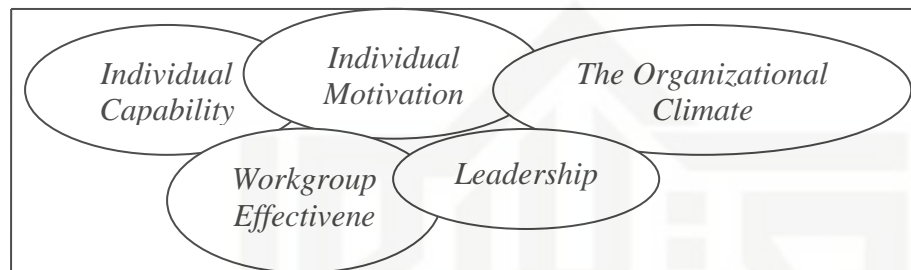 Individual
Capability
Individual
Motivation
The Organizational
Climate
Workgroup
Effectivene
Leadership